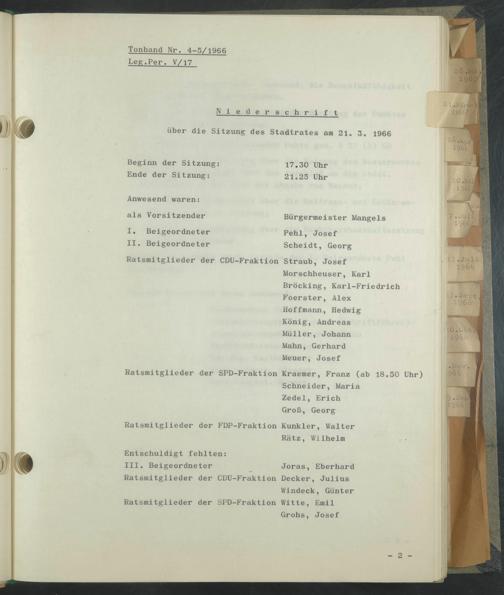 Tonband Nr. 4-5/1966
Leg.Per. V/17
Niederschrift
über die Sitzung des Stadtrates am 21. 3. 1966
Beginn der Sitzung: 17.30 Uhr
Ende der Sitzung: 21.25 Uhr
Anwesend waren:
als Vorsitzender Bürgermeister Mangels
I. Beigeordneter Pehl, Josef
II. Beigeordneter Scheidt, Georg
Ratsmitglieder der CDU-Fraktion Straub, Josef
Morschheuser, Karl
Bröcking, Karl-Friedrich
Foerster, Alex
Hoffmann, Hedwig
König, Andreas
Müller, Johann
Mahn, Gerhard
Meuer, Josef
Ratsmitglieder der SPD-Fraktion Kraemer, Franz (ab 18.50 Uhr)
Schneider, Maria
Zedel, Erich
Groß, Georg
Ratsmitglieder der FDP-Fraktion Kunkler, Walter
Rätz, Wilhelm
Entschuldigt fehlten:
III. Beigeordneter Joras, Eberhard
Ratsmitglieder der CDU-Fraktion Decker, Julius
Windeck, Günter
Ratsmitglieder der SPD-Fraktion Witte, Emil
Grohs, Josef
- 2 -